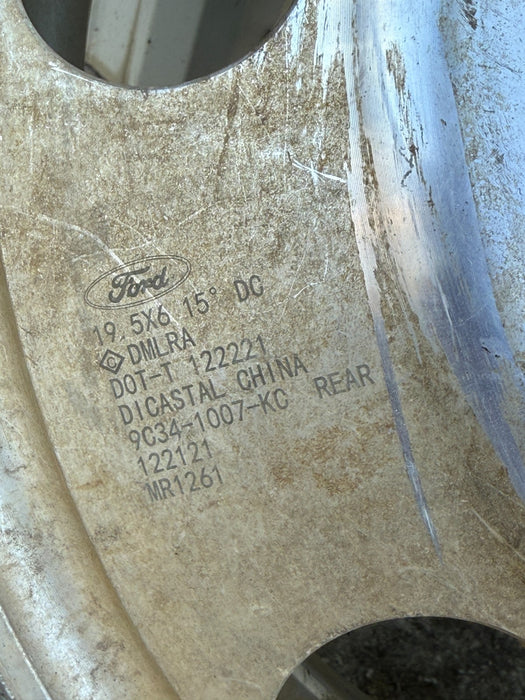 Ford
19.5X6 15° DC
DMLRA
DOT-T 122221
DICASTAL CHINA
9C34-1007-KC REAR
122121
MR1261